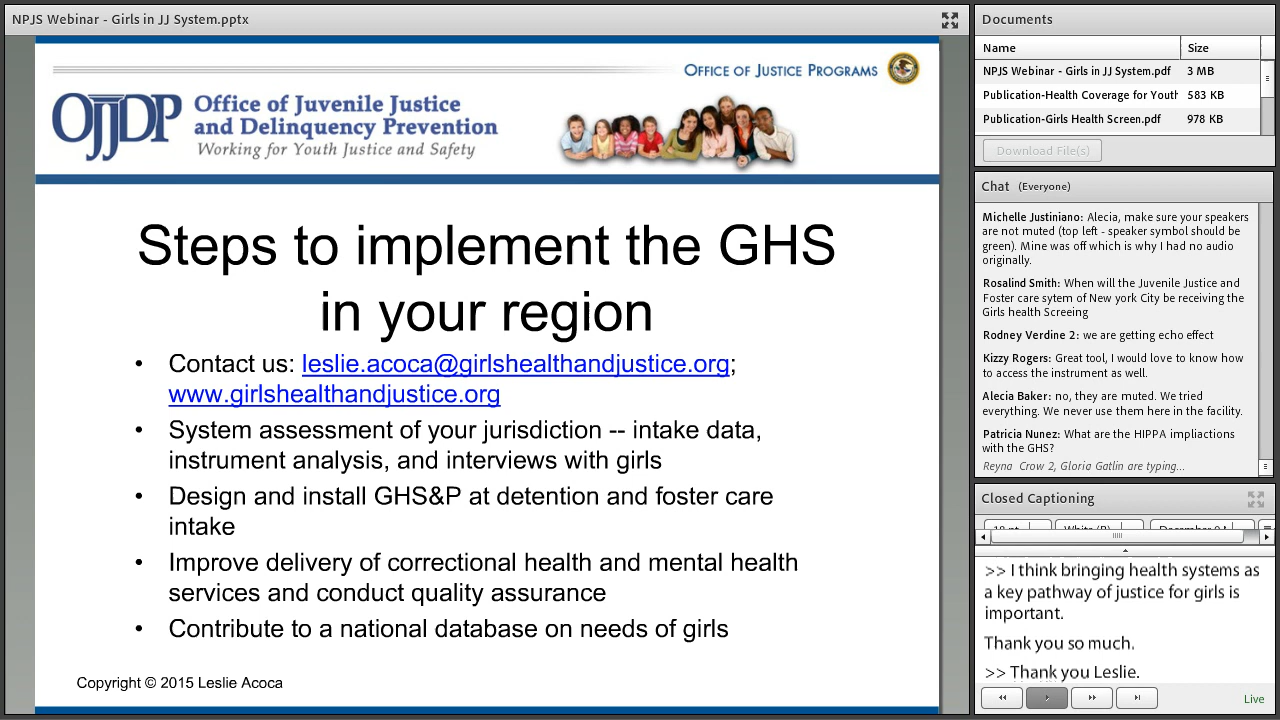 NPJS Webinar - Girls in JJ System.pptx
OFFICE OF JUSTICE PROGRAMS
OJJDP
Office of Juvenile Justice
and Delinquency Prevention
Working for Youth Justice and Safety
Steps to implement the GHS
in your region
• Contact us: leslie.acoca@girlshealthandjustice.org;
www.girlshealthandjustice.org
• System assessment of your jurisdiction -- intake data,
instrument analysis, and interviews with girls
• Design and install GHS&P at detention and foster care
intake
• Improve delivery of correctional health and mental health
services and conduct quality assurance
• Contribute to a national database on needs of girls
Copyright © 2015 Leslie Acoca
Documents
Name Size
NPJS Webinar - Girls in JJ System.pdf 3 MB
Publication-Health Coverage for Youth 583 KB
Publication-Girls Health Screen.pdf 978 KB
Download File(s)
Chat (Everyone)
Michelle Justiniano: Alecia, make sure your speakers
are not muted (top left - speaker symbol should be
green). Mine was off which is why I had no audio
originally.
Rosalind Smith: When will the Juvenile Justice and
Foster care sytem of New york City be receiving the
Girls health Screeing
Rodney Verdine 2: we are getting echo effect
Kizzy Rogers: Great tool, I would love to know how
to access the instrument as well.
Alecia Baker: no, they are muted. We tried
everything. We never use them here in the facility.
Patricia Nunez: What are the HIPPA impliactions
with the GHS?
Reyna Crow 2, Gloria Gatlin are typing...
Closed Captioning
>> I think bringing health systems as
a key pathway of justice for girls is
important.
Thank you so much.
>> Thank you Leslie.
Live